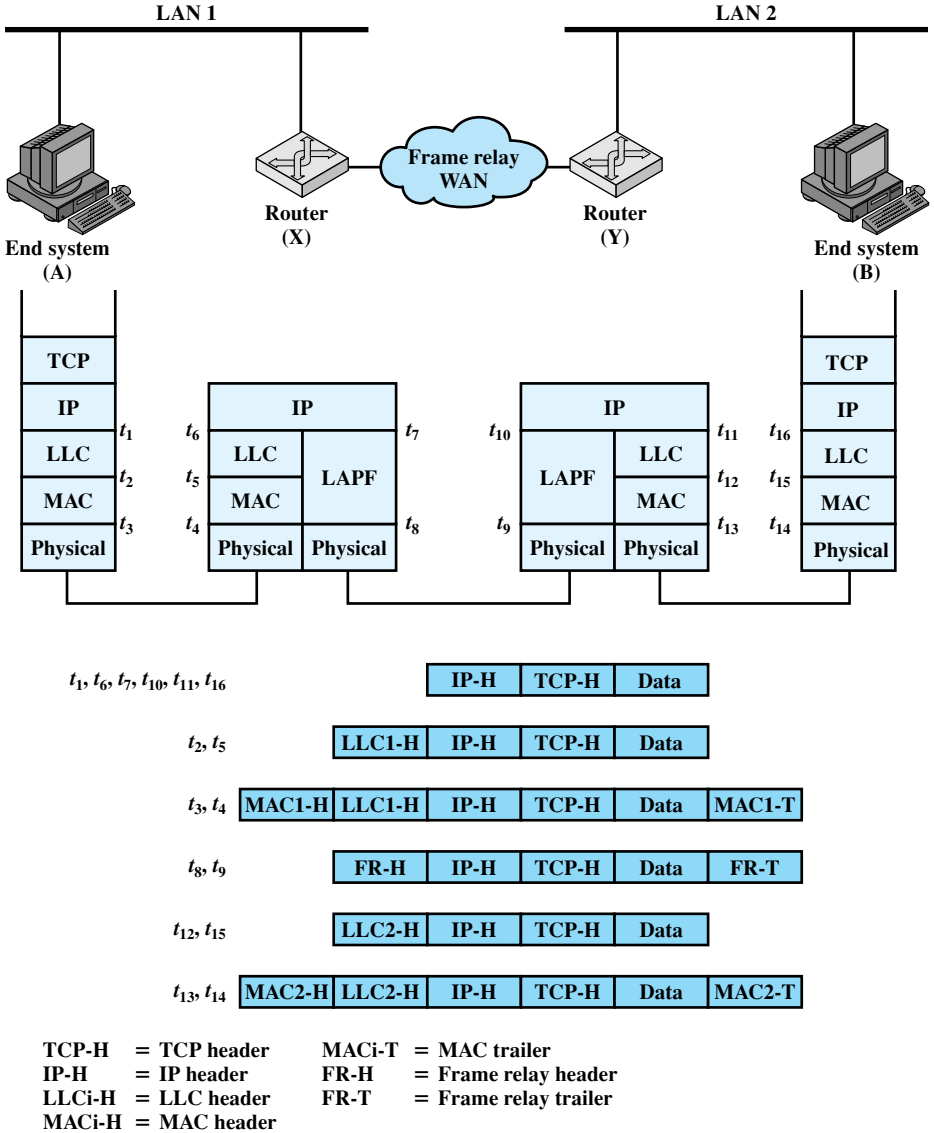 LAN 1 LAN 2
Frame relay
WAN
Router
(X)
Router
(Y)
End system
(A)
End system
(B)
TCP TCP
IP IP IP IP
t1 t6 t7 t10 t11 t16
LLC LLC LAPF LAPF LLC LLC
t2 t5 t12 t15
MAC MAC MAC MAC
t3 t4 t8 t9 t13 t14
Physical Physical Physical Physical Physical Physical
t1, t6, t7, t10, t11, t16 IP-H TCP-H Data
t2, t5 LLC1-H IP-H TCP-H Data
t3, t4 MAC1-H LLC1-H IP-H TCP-H Data MAC1-T
t8, t9 FR-H IP-H TCP-H Data FR-T
t12, t15 LLC2-H IP-H TCP-H Data
t13, t14 MAC2-H LLC2-H IP-H TCP-H Data MAC2-T
TCP-H = TCP header MACi-T = MAC trailer
IP-H = IP header FR-H = Frame relay header
LLCi-H = LLC header FR-T = Frame relay trailer
MACi-H = MAC header